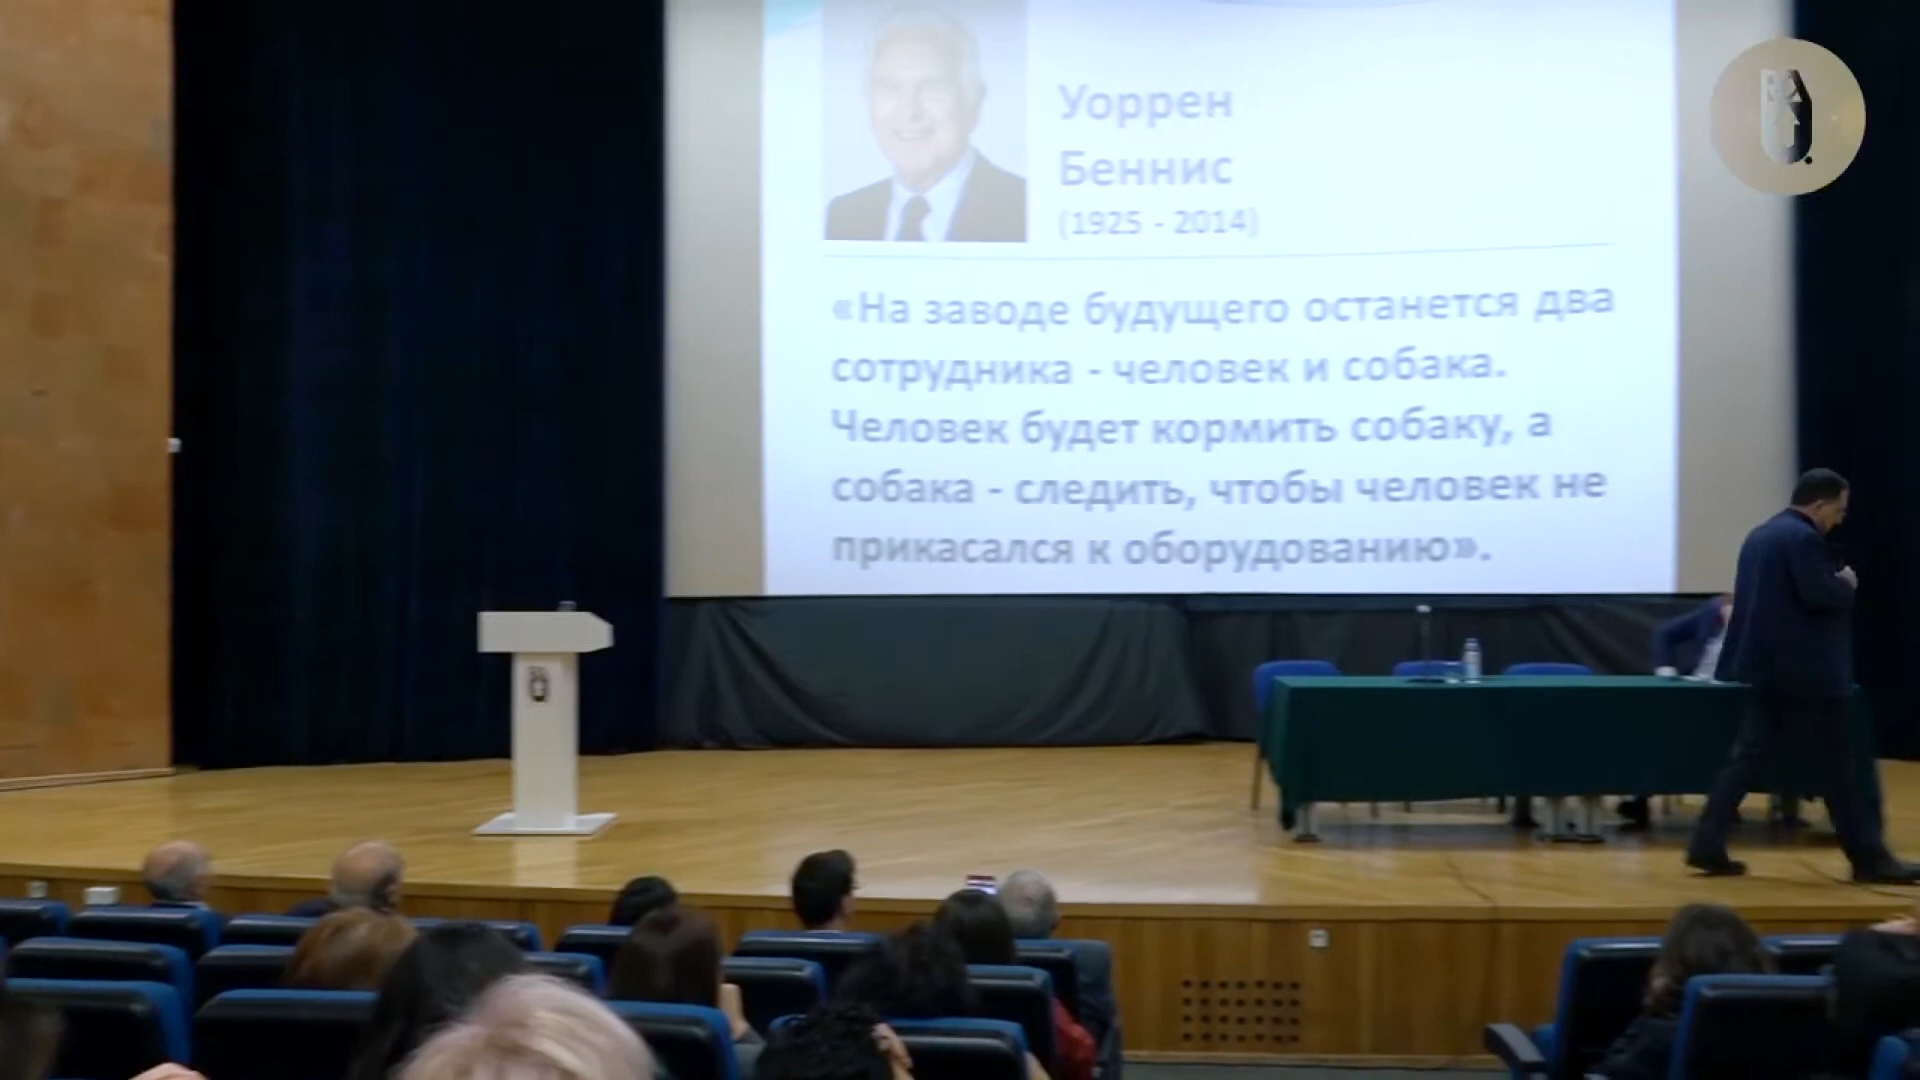 Уоррен
Беннис
(1925 - 2014)
«На заводе будущего останется два
сотрудника - человек и собака.
Человек будет кормить собаку, а
собака - следить, чтобы человек не
прикасался к оборудованию».